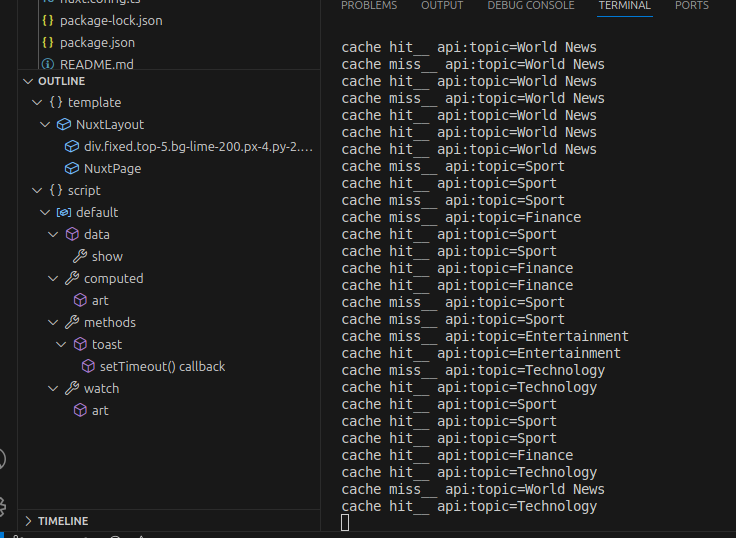 nuxt.config.ts
package-lock.json
package.json
README.md
OUTLINE
template
NuxtLayout
div.fixed.top-5.bg-lime-200.px-4.py-2....
NuxtPage
script
default
data
show
computed
art
methods
toast
setTimeout() callback
watch
art
TIMELINE
PROBLEMS
OUTPUT
DEBUG CONSOLE
TERMINAL
PORTS
cache hit__ api:topic=World News
cache miss__ api:topic=World News
cache hit__ api:topic=World News
cache miss__ api:topic=World News
cache hit__ api:topic=World News
cache hit__ api:topic=World News
cache hit__ api:topic=World News
cache miss__ api:topic=Sport
cache hit__ api:topic=Sport
cache miss__ api:topic=Sport
cache miss__ api:topic=Finance
cache hit__ api:topic=Sport
cache hit__ api:topic=Sport
cache hit__ api:topic=Finance
cache hit__ api:topic=Finance
cache miss__ api:topic=Sport
cache miss__ api:topic=Sport
cache miss__ api:topic=Entertainment
cache hit__ api:topic=Entertainment
cache miss__ api:topic=Technology
cache hit__ api:topic=Technology
cache hit__ api:topic=Sport
cache hit__ api:topic=Sport
cache hit__ api:topic=Sport
cache hit__ api:topic=Finance
cache hit__ api:topic=Technology
cache miss__ api:topic=World News
cache hit__ api:topic=Technology